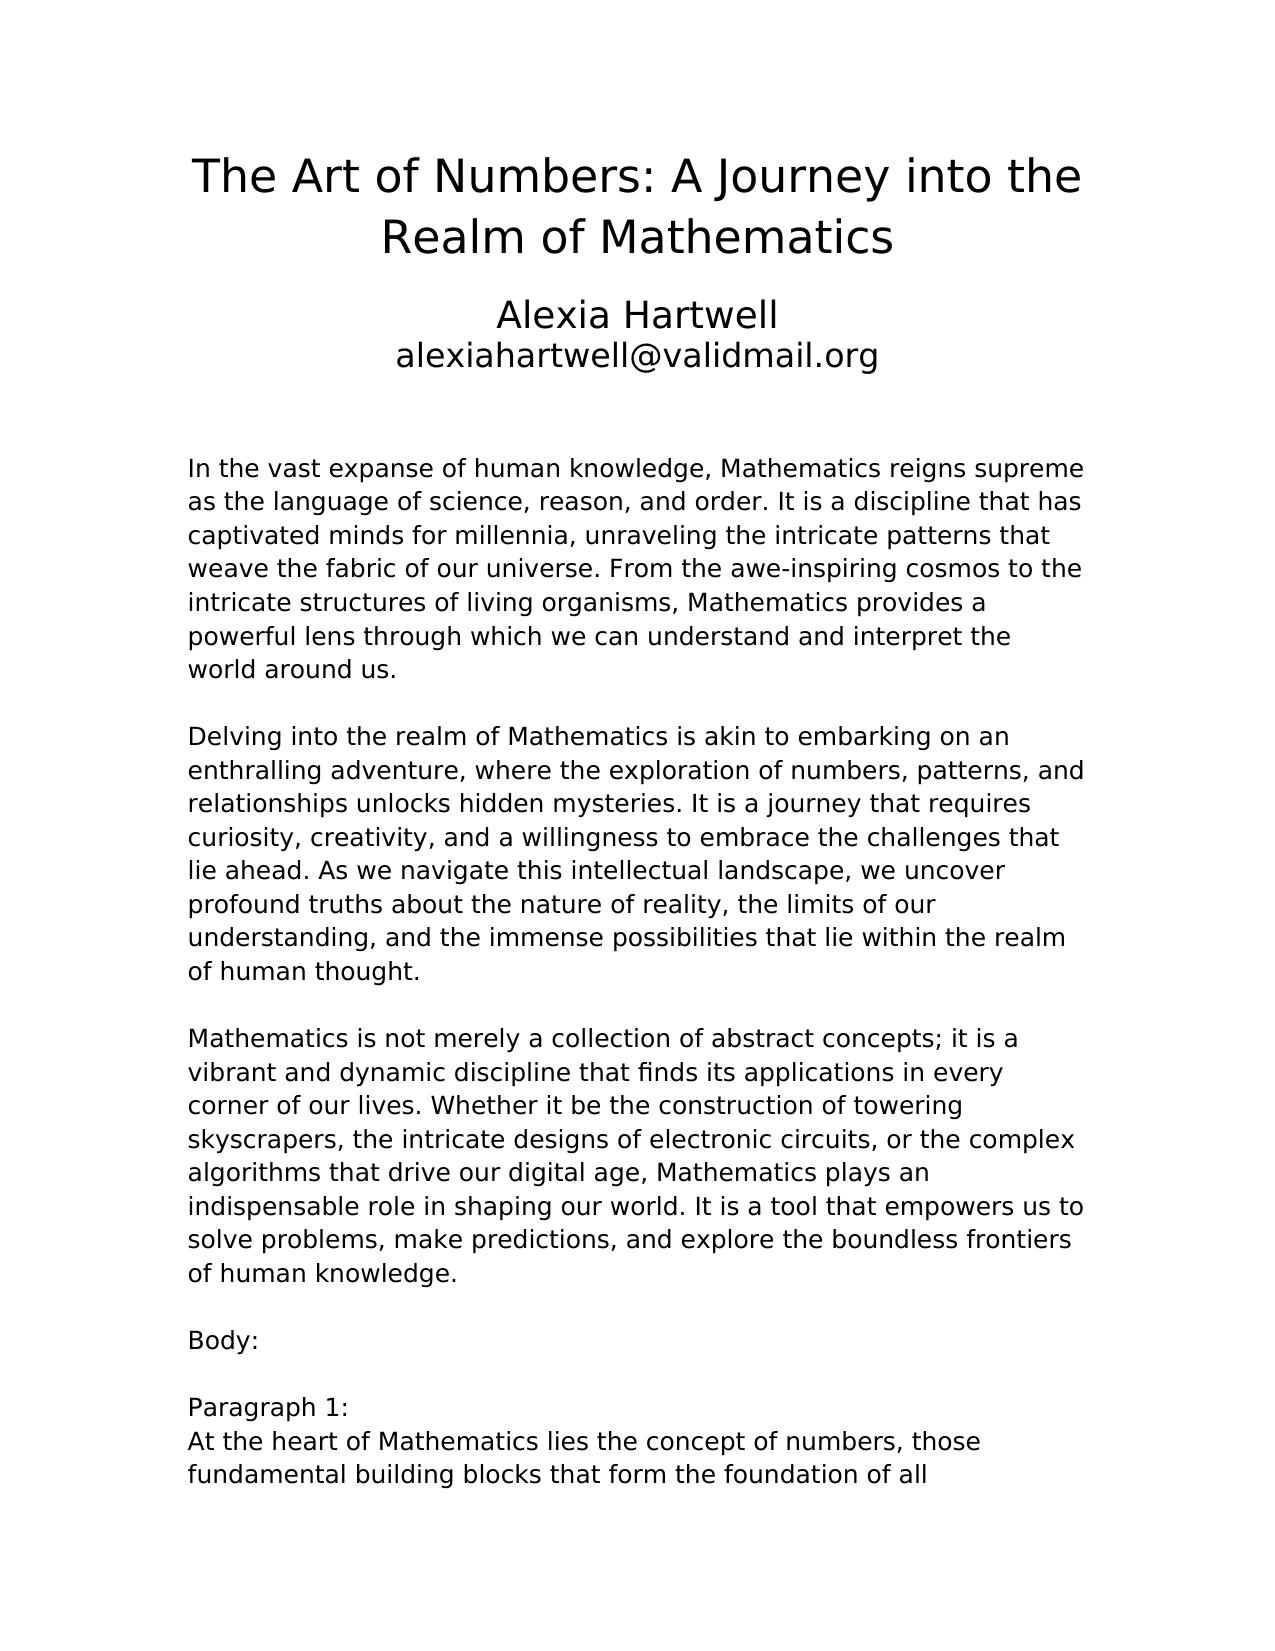 The Art of Numbers: A Journey into the
Realm of Mathematics
Alexia Hartwell
alexiahartwell@validmail.org
In the vast expanse of human knowledge, Mathematics reigns supreme
as the language of science, reason, and order. It is a discipline that has
captivated minds for millennia, unraveling the intricate patterns that
weave the fabric of our universe. From the awe-inspiring cosmos to the
intricate structures of living organisms, Mathematics provides a
powerful lens through which we can understand and interpret the
world around us.
Delving into the realm of Mathematics is akin to embarking on an
enthralling adventure, where the exploration of numbers, patterns, and
relationships unlocks hidden mysteries. It is a journey that requires
curiosity, creativity, and a willingness to embrace the challenges that
lie ahead. As we navigate this intellectual landscape, we uncover
profound truths about the nature of reality, the limits of our
understanding, and the immense possibilities that lie within the realm
of human thought.
Mathematics is not merely a collection of abstract concepts; it is a
vibrant and dynamic discipline that finds its applications in every
corner of our lives. Whether it be the construction of towering
skyscrapers, the intricate designs of electronic circuits, or the complex
algorithms that drive our digital age, Mathematics plays an
indispensable role in shaping our world. It is a tool that empowers us to
solve problems, make predictions, and explore the boundless frontiers
of human knowledge.
Body:
Paragraph 1:
At the heart of Mathematics lies the concept of numbers, those
fundamental building blocks that form the foundation of all